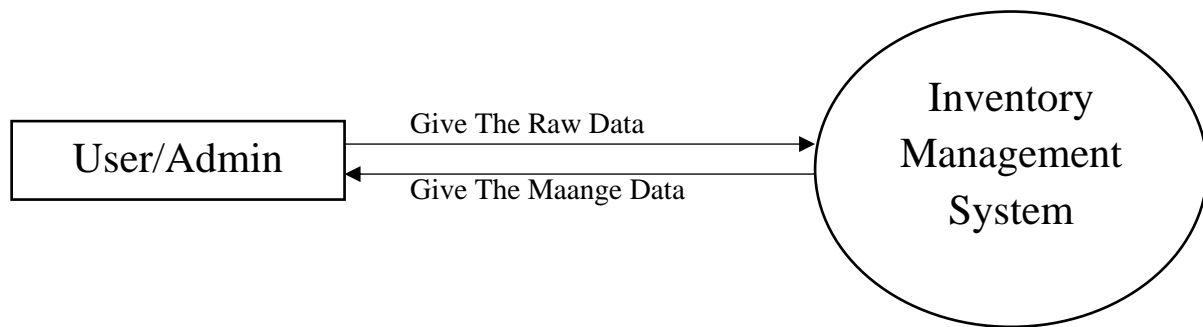 User/Admin
Give The Raw Data
Give The Maange Data
Inventory
Management
System